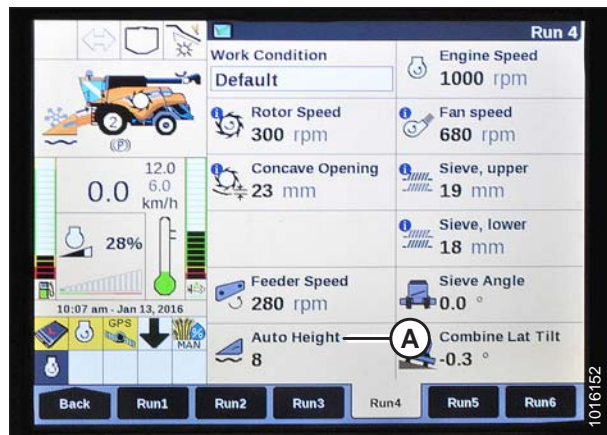 Run 4
Work Condition
Default
Engine Speed
1000 rpm
Rotor Speed
300 rpm
Fan speed
680 rpm
Concave Opening
23 mm
Sieve, upper
19 mm
Sieve, lower
18 mm
Feeder Speed
280 rpm
Sieve Angle
0.0 °
Auto Height
8
A
Combine Lat Tilt
-0.3 °
2
(P)
12.0
0.0
6.0
km/h
28%
10:07 am - Jan 13, 2016
GPS
MAN
Back
Run1
Run2
Run3
Run4
Run5
Run6
1016152